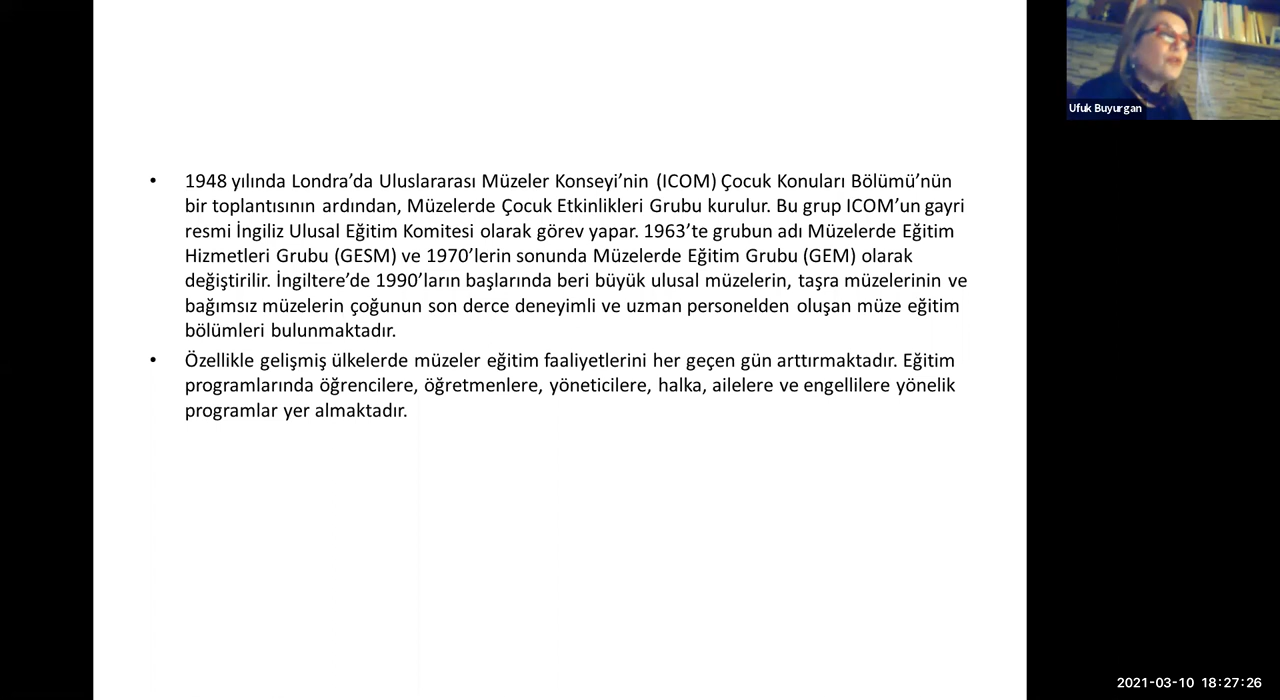 Ufuk Buyurgan
• 1948 yılında Londra’da Uluslararası Müzeler Konseyi’nin (ICOM) Çocuk Konuları Bölümü’nün
bir toplantısının ardından, Müzelerde Çocuk Etkinlikleri Grubu kurulur. Bu grup ICOM’un gayri
resmi İngiliz Ulusal Eğitim Komitesi olarak görev yapar. 1963’te grubun adı Müzelerde Eğitim
Hizmetleri Grubu (GESM) ve 1970’lerin sonunda Müzelerde Eğitim Grubu (GEM) olarak
değiştirilir. İngiltere’de 1990’ların başlarında beri büyük ulusal müzelerin, taşra müzelerinin ve
bağımsız müzelerin çoğunun son derce deneyimli ve uzman personelden oluşan müze eğitim
bölümleri bulunmaktadır.
• Özellikle gelişmiş ülkelerde müzeler eğitim faaliyetlerini her geçen gün arttırmaktadır. Eğitim
programlarında öğrencilere, öğretmenlere, yöneticilere, halka, ailelere ve engellilere yönelik
programlar yer almaktadır.
2021-03-10 18:27:26